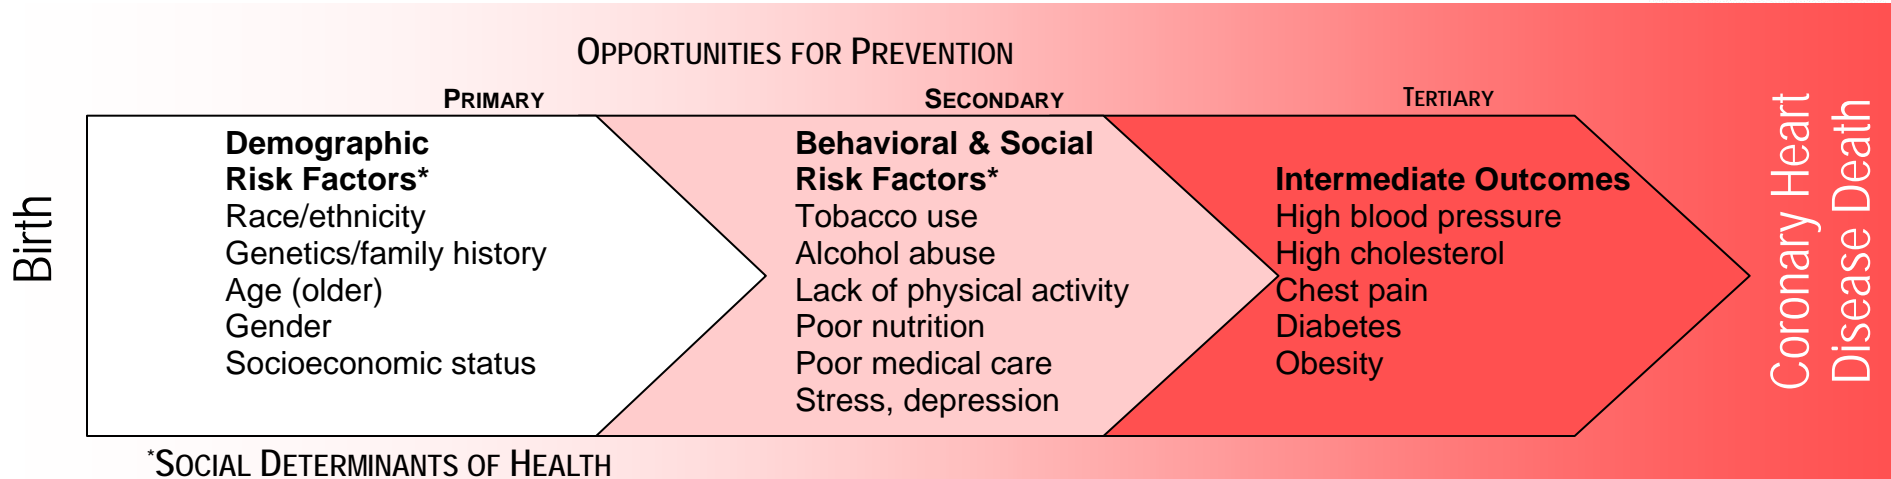 OPPORTUNITIES FOR PREVENTION
PRIMARY
SECONDARY
TERTIARY
Birth
Demographic
Risk Factors*
Race/ethnicity
Genetics/family history
Age (older)
Gender
Socioeconomic status
Behavioral & Social
Risk Factors*
Tobacco use
Alcohol abuse
Lack of physical activity
Poor nutrition
Poor medical care
Stress, depression
Intermediate Outcomes
High blood pressure
High cholesterol
Chest pain
Diabetes
Obesity
Coronary Heart
Disease Death
*SOCIAL DETERMINANTS OF HEALTH